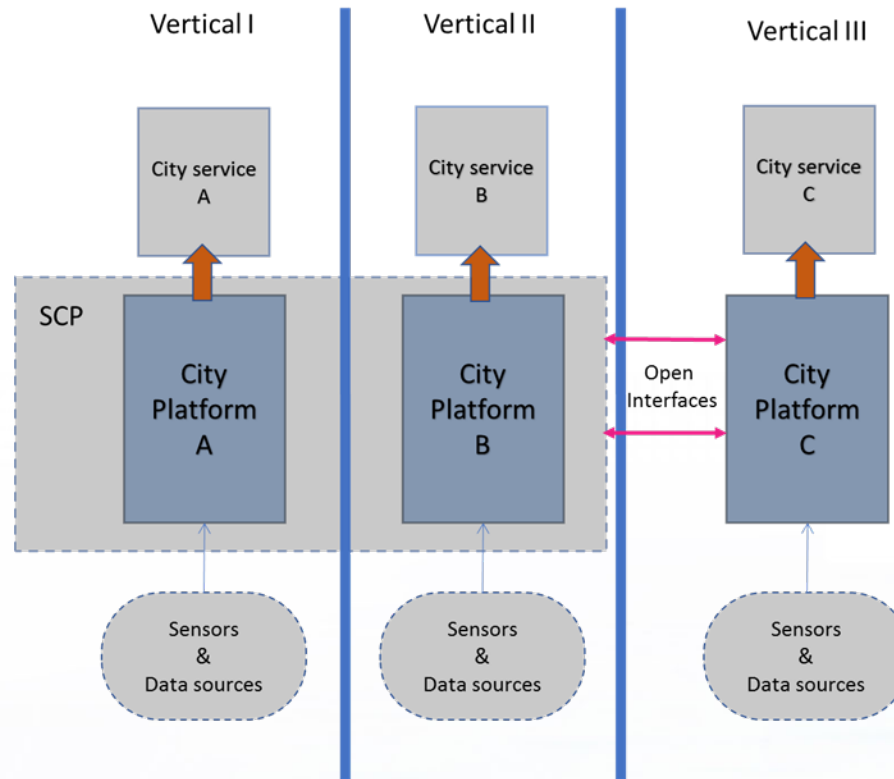 Vertical I
Vertical II
Vertical III
City service
A
City service
B
City service
C
SCP
City
Platform
A
City
Platform
B
Open
Interfaces
City
Platform
C
Sensors
&
Data sources
Sensors
&
Data sources
Sensors
&
Data sources